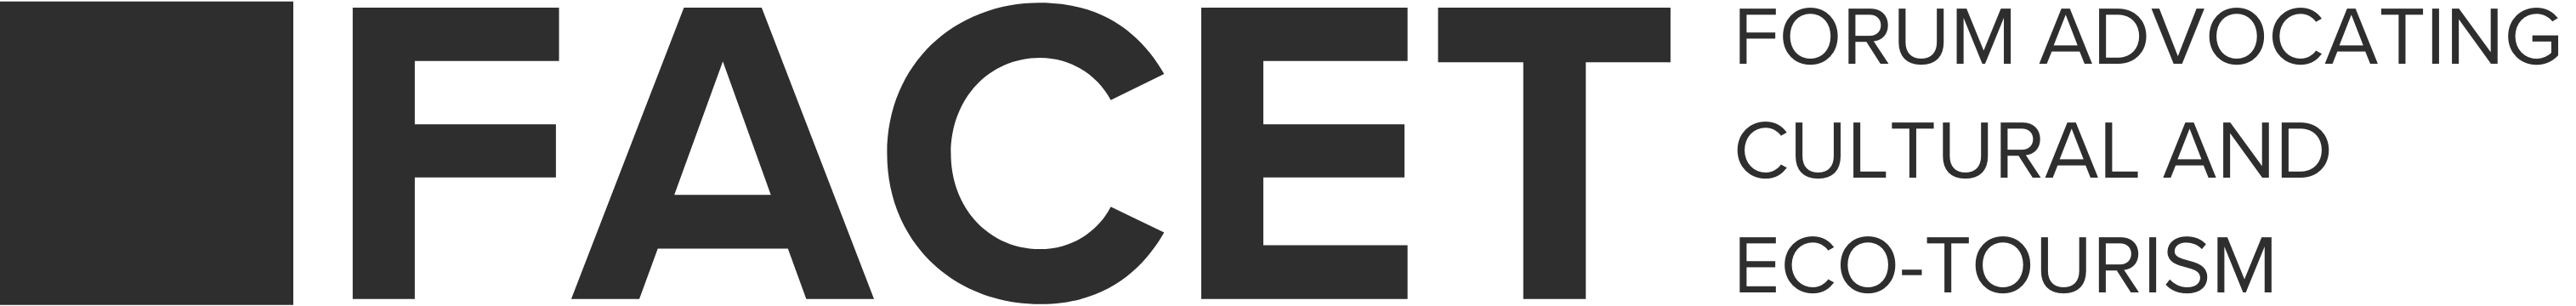 FACET
FORUM ADVOCATING
CULTURAL AND
ECO-TOURISM